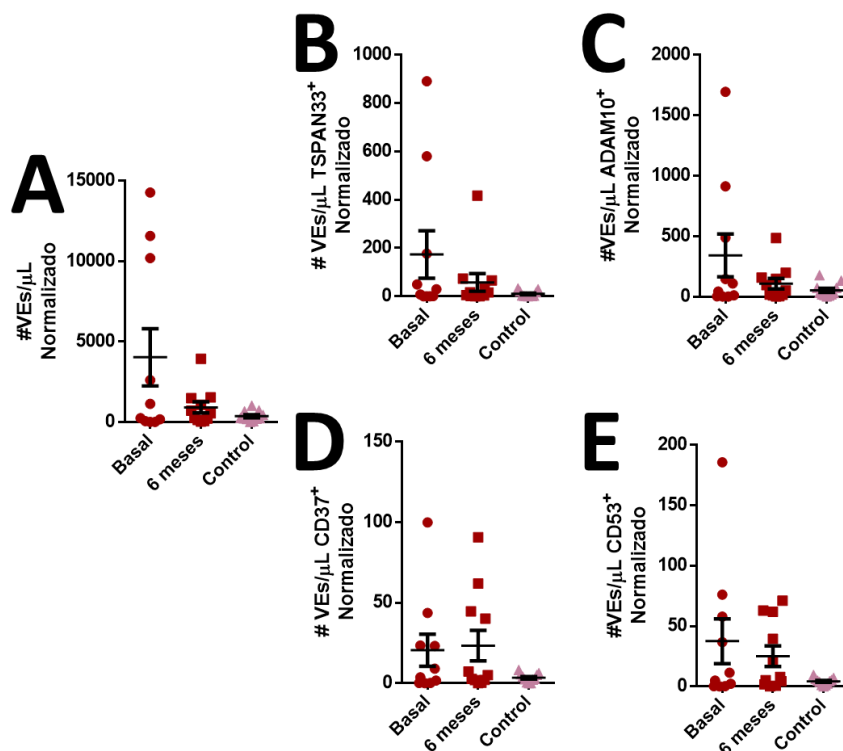 A
#VEs/μL
Normalizado
15000
10000
5000
0
Basal
6 meses
Control
B
# VEs/μL TSPAN33+
Normalizado
1000
800
600
400
200
0
Basal
6 meses
Control
C
#VEs/μL ADAM10+
Normalizado
2000
1500
1000
500
0
Basal
6 meses
Control
D
# VEs/μL CD37+
Normalizado
150
100
50
0
Basal
6 meses
Control
E
#VEs/μL CD53+
Normalizado
200
150
100
50
0
Basal
6 meses
Control